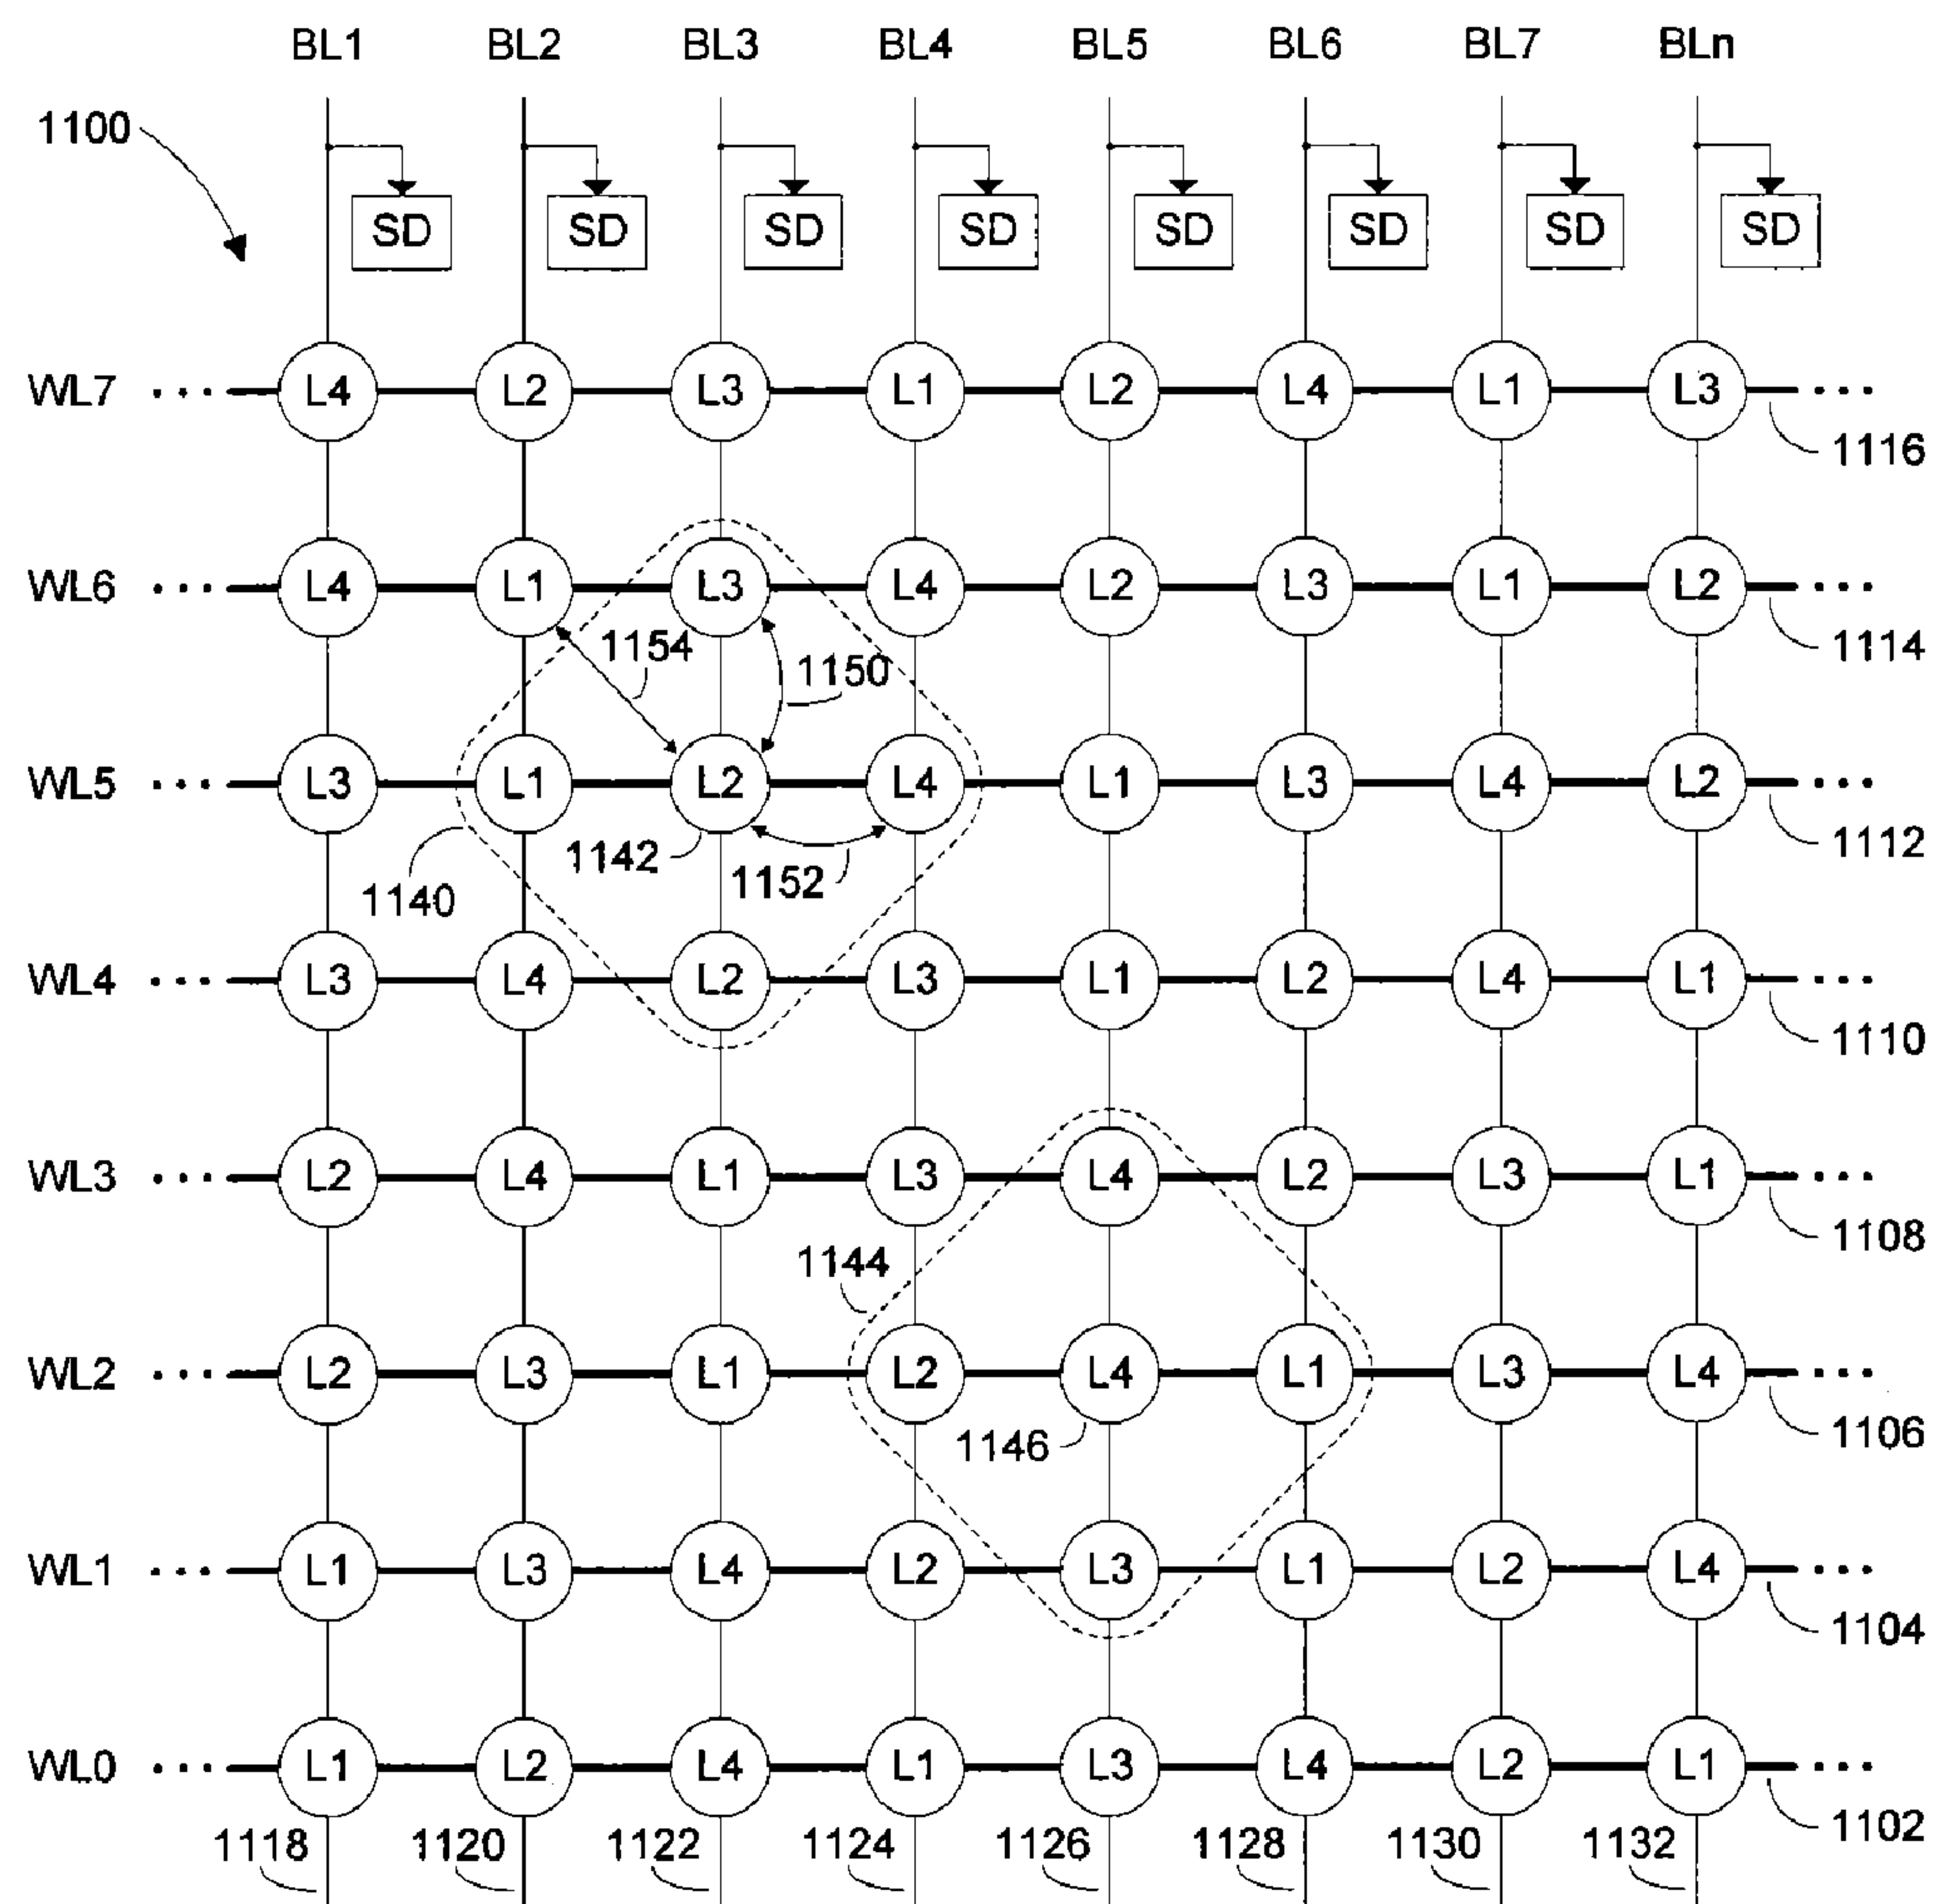 BL1 BL2 BL3 BL4 BL5 BL6 BL7 BLn
1100
SD SD SD SD SD SD SD SD
WL7 ... L4 L2 L3 L1 L2 L4 L1 L3 ...
1116
WL6 ... L4 L1 L3 L4 L2 L3 L1 L2 ...
1154 1150 1114
WL5 ... L3 L1 L2 L4 L1 L3 L4 L2 ...
1140 1142 1152 1112
WL4 ... L3 L4 L2 L3 L1 L2 L4 L1 ...
1110
WL3 ... L2 L4 L1 L3 L4 L2 L3 L1 ...
1144 1108
WL2 ... L2 L3 L1 L2 L4 L1 L3 L4 ...
1146 1106
WL1 ... L1 L3 L4 L2 L3 L1 L2 L4 ...
1104
WL0 ... L1 L2 L4 L1 L3 L4 L2 L1 ...
1102
1118 1120 1122 1124 1126 1128 1130 1132